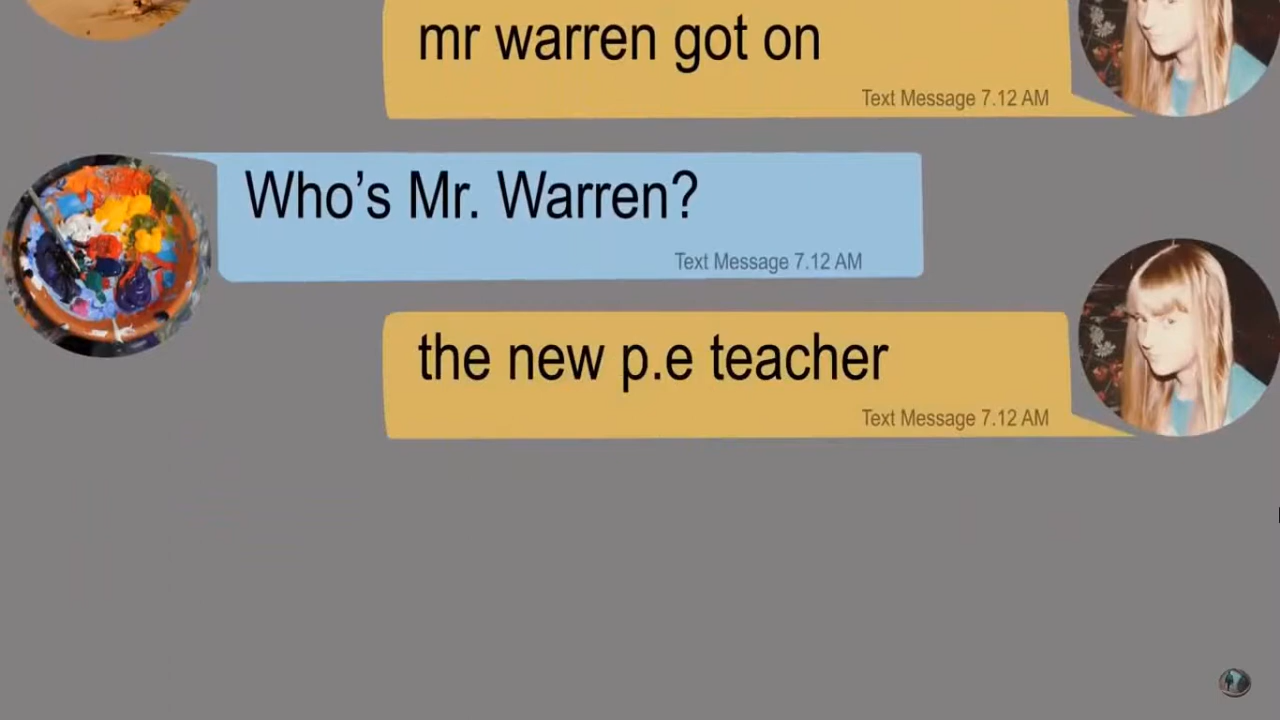 mr warren got on
Text Message 7.12 AM
Who's Mr. Warren?
Text Message 7.12 AM
the new p.e teacher
Text Message 7.12 AM